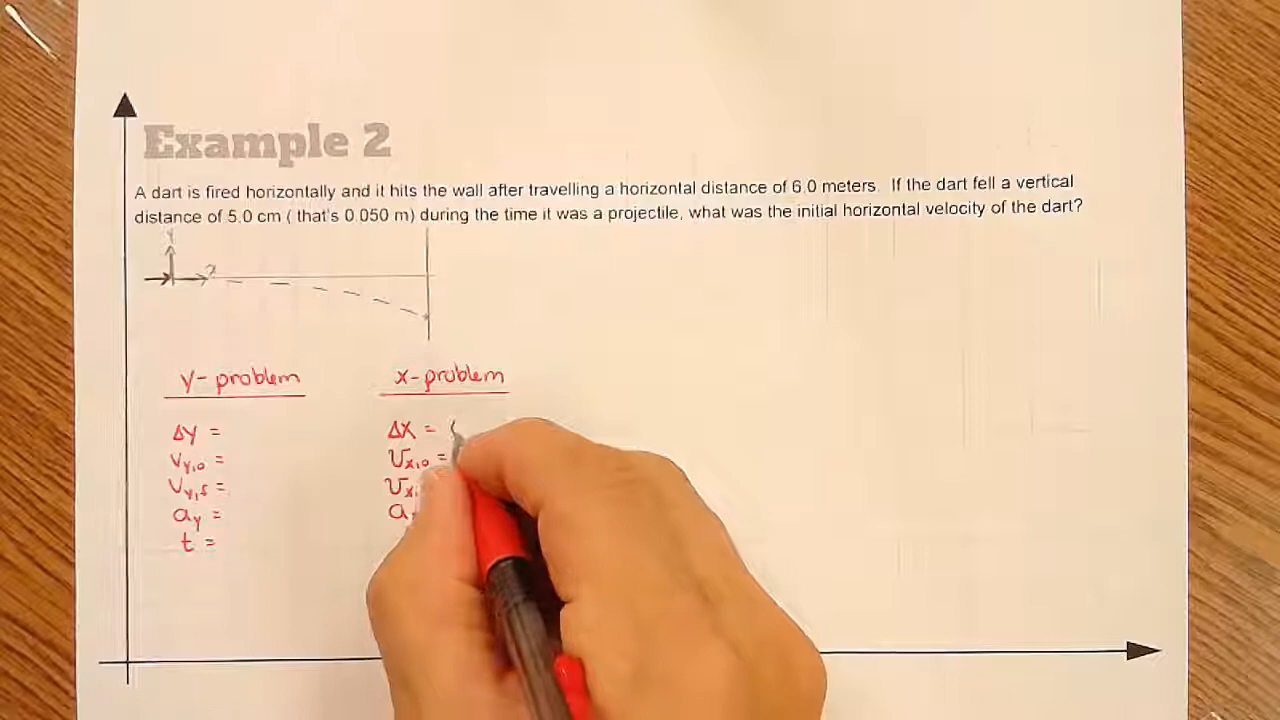 Example 2
A dart is fired horizontally and it hits the wall after travelling a horizontal distance of 6.0 meters. If the dart fell a vertical
distance of 5.0 cm ( that's 0.050 m) during the time it was a projectile, what was the initial horizontal velocity of the dart?
Y
y-problem x-problem
Δy = Δx =
Vy,o = Vx,o =
Vy,f = Vx
ay = a
t =